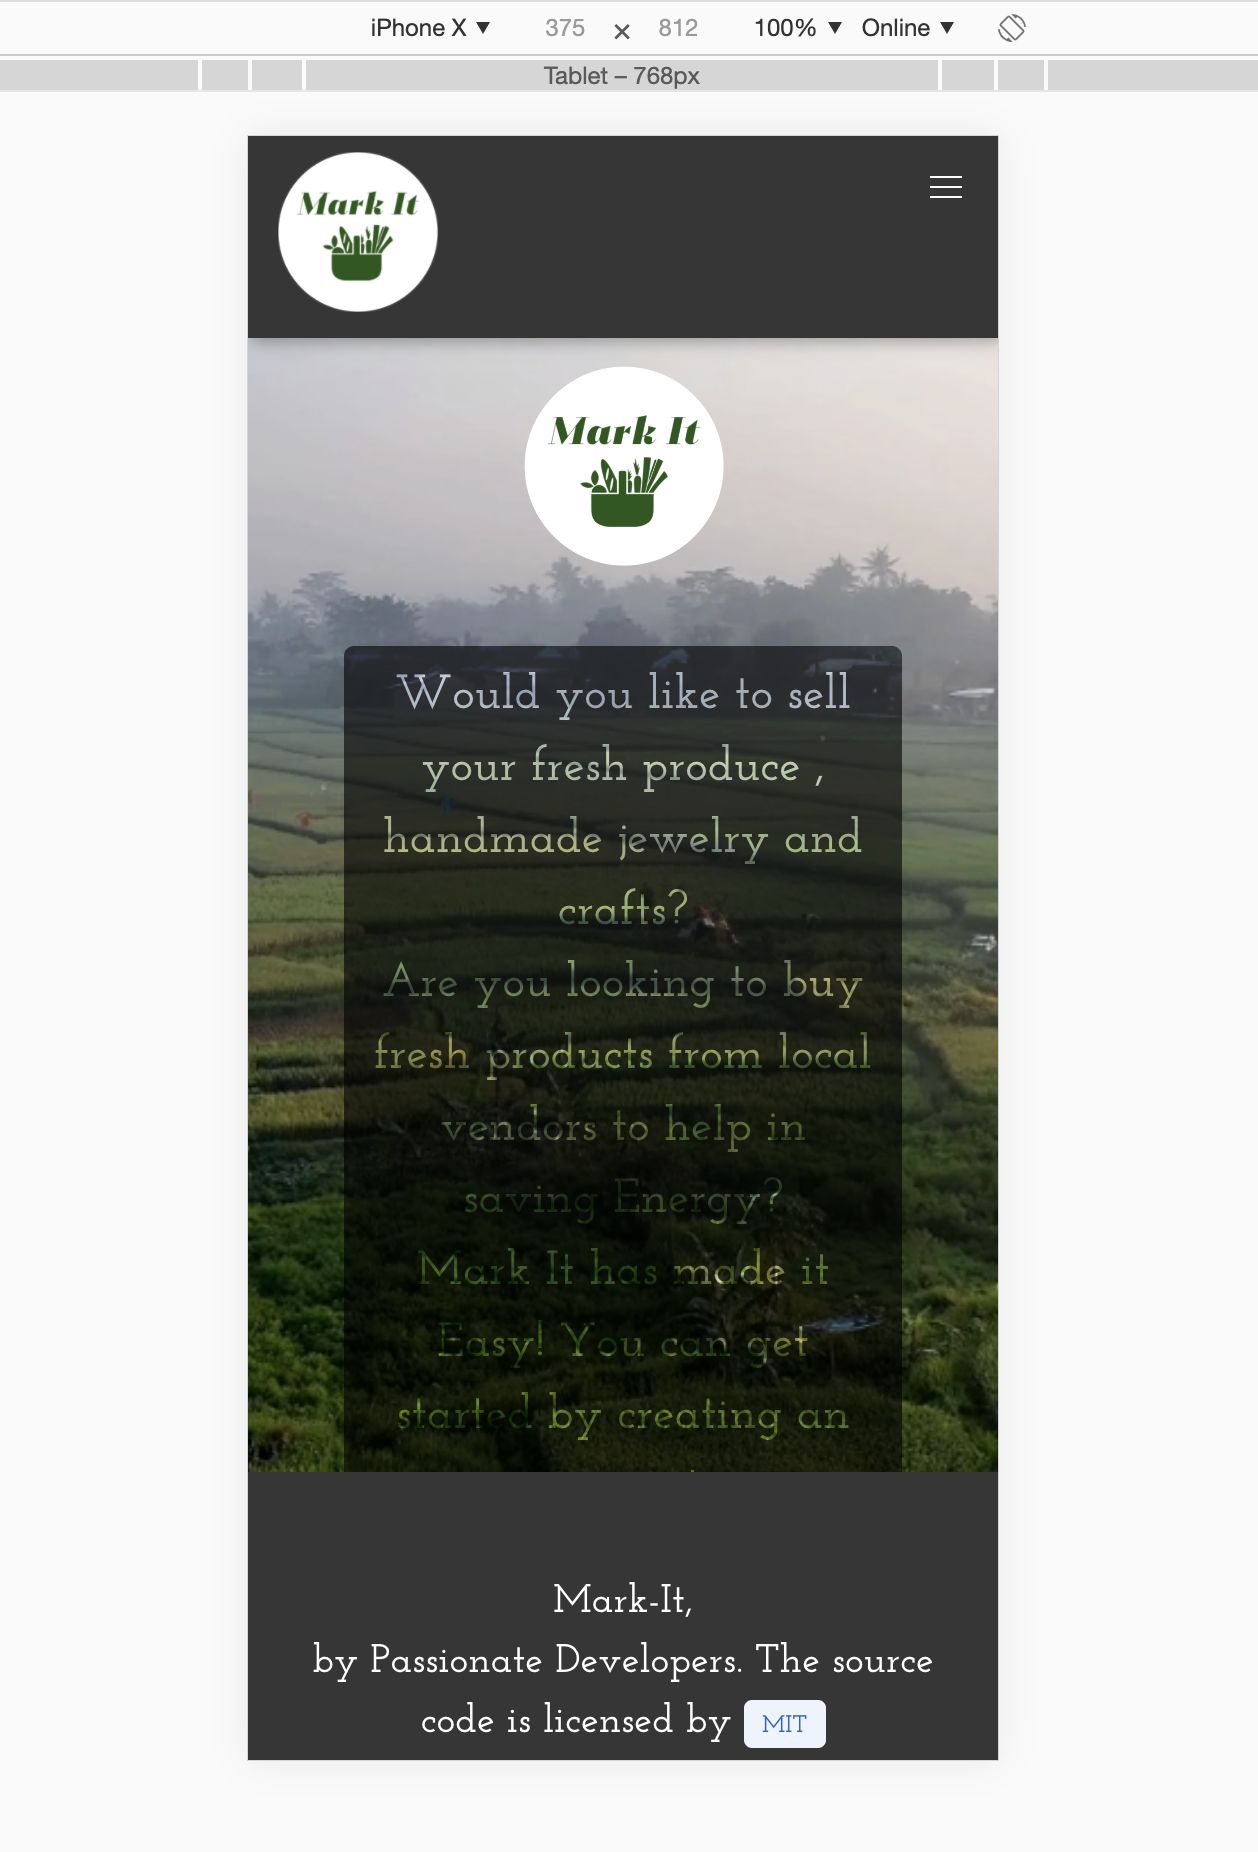 iPhone X ▼ 375 × 812 100% ▼ Online ▼
Tablet – 768px
Mark It
Mark It
Would you like to sell
your fresh produce ,
handmade jewelry and
crafts?
Are you looking to buy
fresh products from local
vendors to help in
saving Energy?
Mark It has made it
Easy! You can get
started by creating an
Mark-It,
by Passionate Developers. The source
code is licensed by MIT